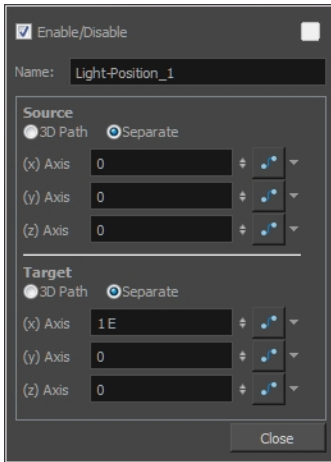 Enable/Disable
Name: Light-Position_1
Source
3D Path Separate
(x) Axis 0
(y) Axis 0
(z) Axis 0
Target
3D Path Separate
(x) Axis 1E
(y) Axis 0
(z) Axis 0
Close